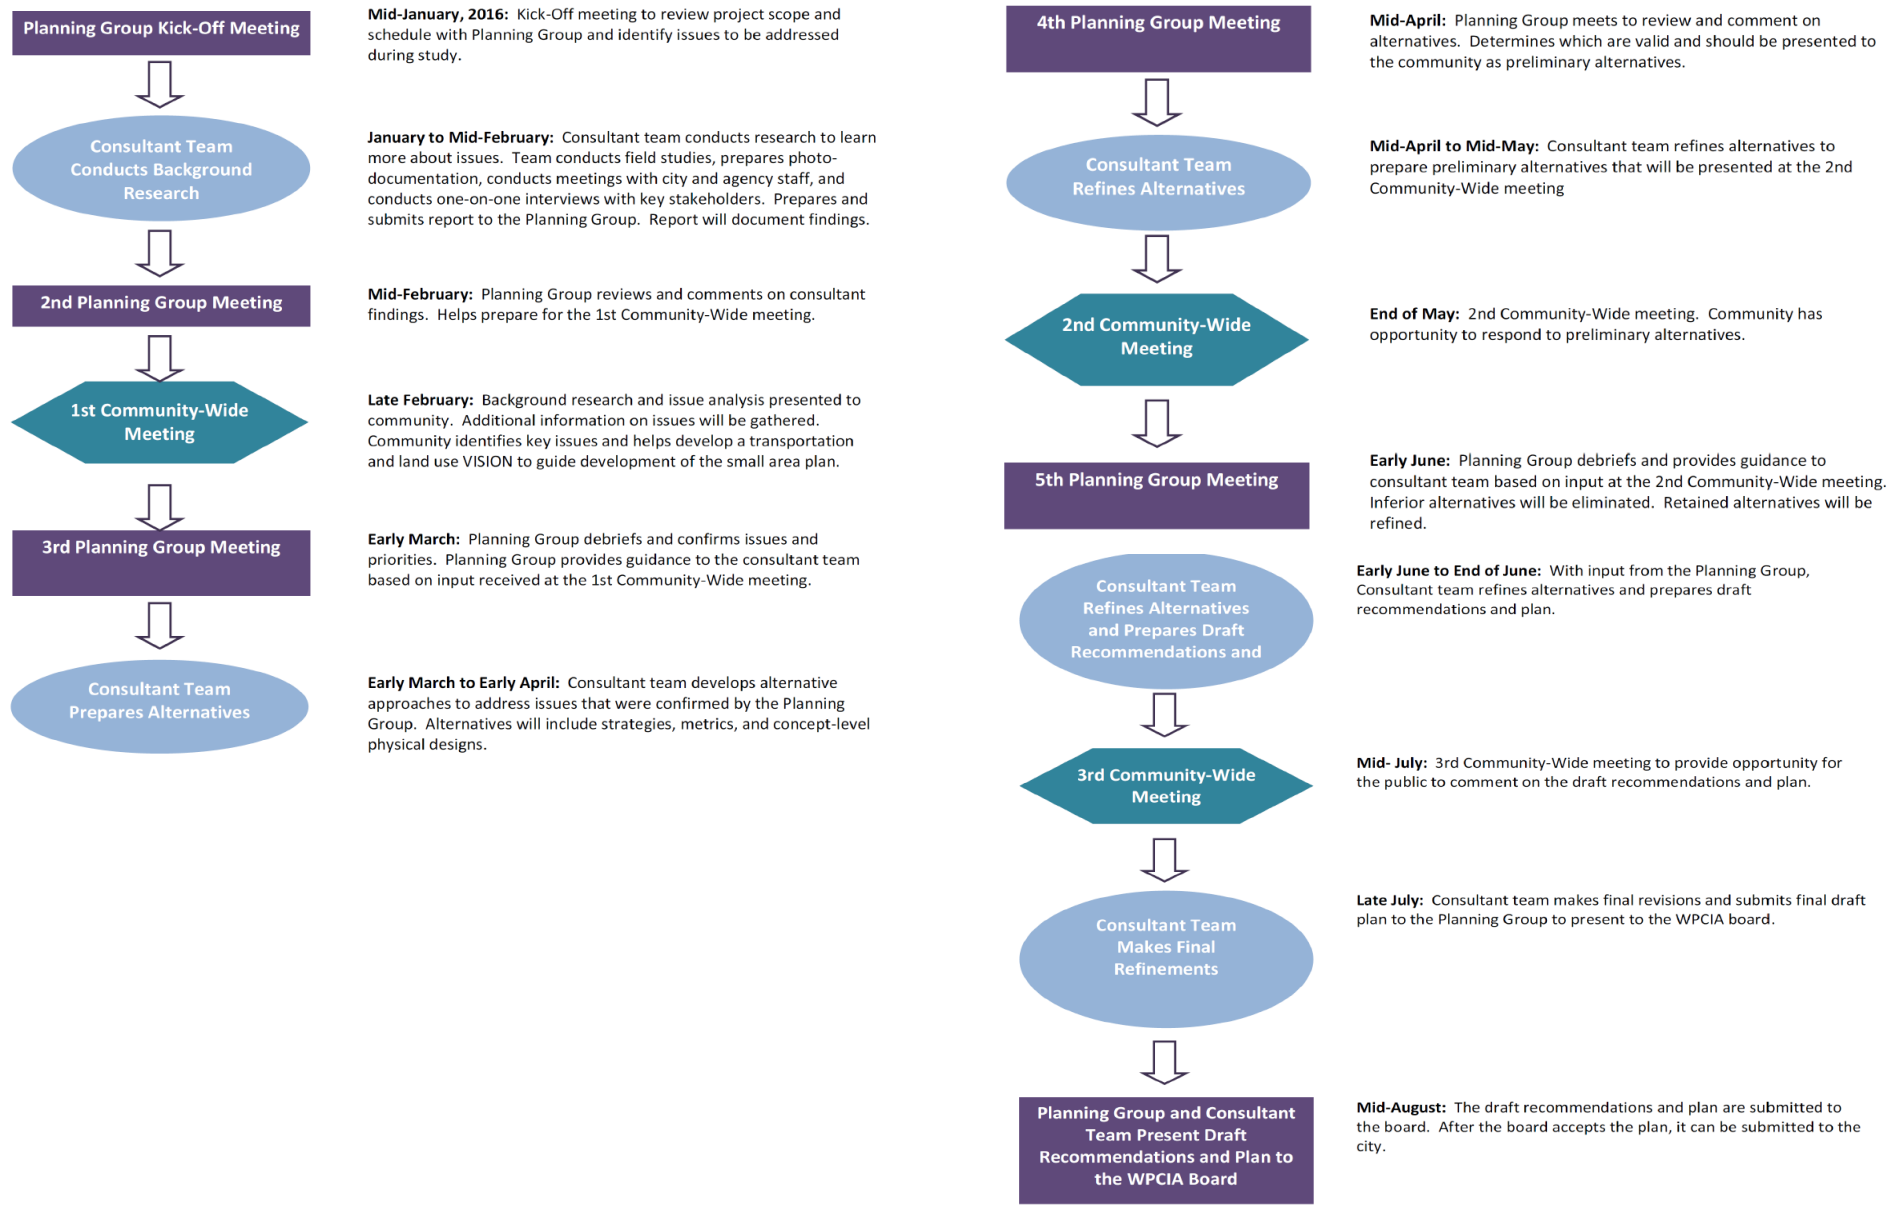 Planning Group Kick-Off Meeting
Mid-January, 2016: Kick-Off meeting to review project scope and
schedule with Planning Group and identify issues to be addressed
during study.
Consultant Team
Conducts Background
Research
January to Mid-February: Consultant team conducts research to learn
more about issues. Team conducts field studies, prepares photo-
documentation, conducts meetings with city and agency staff, and
conducts one-on-one interviews with key stakeholders. Prepares and
submits report to the Planning Group. Report will document findings.
2nd Planning Group Meeting
Mid-February: Planning Group reviews and comments on consultant
findings. Helps prepare for the 1st Community-Wide meeting.
1st Community-Wide
Meeting
Late February: Background research and issue analysis presented to
community. Additional information on issues will be gathered.
Community identifies key issues and helps develop a transportation
and land use VISION to guide development of the small area plan.
3rd Planning Group Meeting
Early March: Planning Group debriefs and confirms issues and
priorities. Planning Group provides guidance to the consultant team
based on input received at the 1st Community-Wide meeting.
Consultant Team
Prepares Alternatives
Early March to Early April: Consultant team develops alternative
approaches to address issues that were confirmed by the Planning
Group. Alternatives will include strategies, metrics, and concept-level
physical designs.
4th Planning Group Meeting
Mid-April: Planning Group meets to review and comment on
alternatives. Determines which are valid and should be presented to
the community as preliminary alternatives.
Consultant Team
Refines Alternatives
Mid-April to Mid-May: Consultant team refines alternatives to
prepare preliminary alternatives that will be presented at the 2nd
Community-Wide meeting
2nd Community-Wide
Meeting
End of May: 2nd Community-Wide meeting. Community has
opportunity to respond to preliminary alternatives.
5th Planning Group Meeting
Early June: Planning Group debriefs and provides guidance to
consultant team based on input at the 2nd Community-Wide meeting.
Inferior alternatives will be eliminated. Retained alternatives will be
refined.
Consultant Team
Refines Alternatives
and Prepares Draft
Recommendations and
Early June to End of June: With input from the Planning Group,
Consultant team refines alternatives and prepares draft
recommendations and plan.
3rd Community-Wide
Meeting
Mid- July: 3rd Community-Wide meeting to provide opportunity for
the public to comment on the draft recommendations and plan.
Consultant Team
Makes Final
Refinements
Late July: Consultant team makes final revisions and submits final draft
plan to the Planning Group to present to the WPCIA board.
Planning Group and Consultant
Team Present Draft
Recommendations and Plan to
the WPCIA Board
Mid-August: The draft recommendations and plan are submitted to
the board. After the board accepts the plan, it can be submitted to the
city.